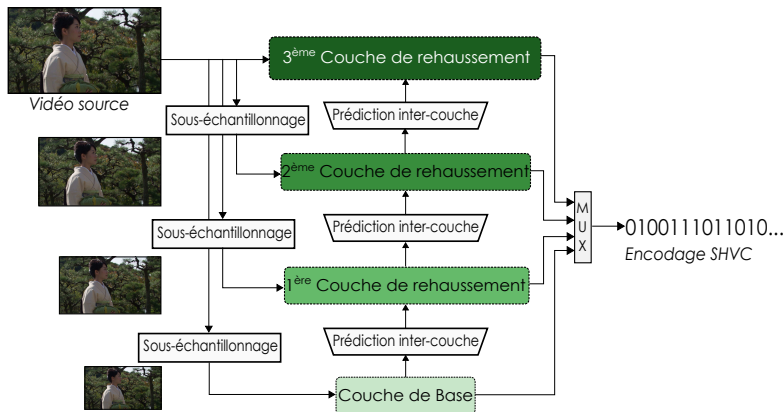 3ème Couche de rehaussement
Vidéo source
Sous-échantillonnage
Prédiction inter-couche
2ème Couche de rehaussement
Sous-échantillonnage
Prédiction inter-couche
MUX
0100111011010...
Encodage SHVC
1ère Couche de rehaussement
Sous-échantillonnage
Prédiction inter-couche
Couche de Base